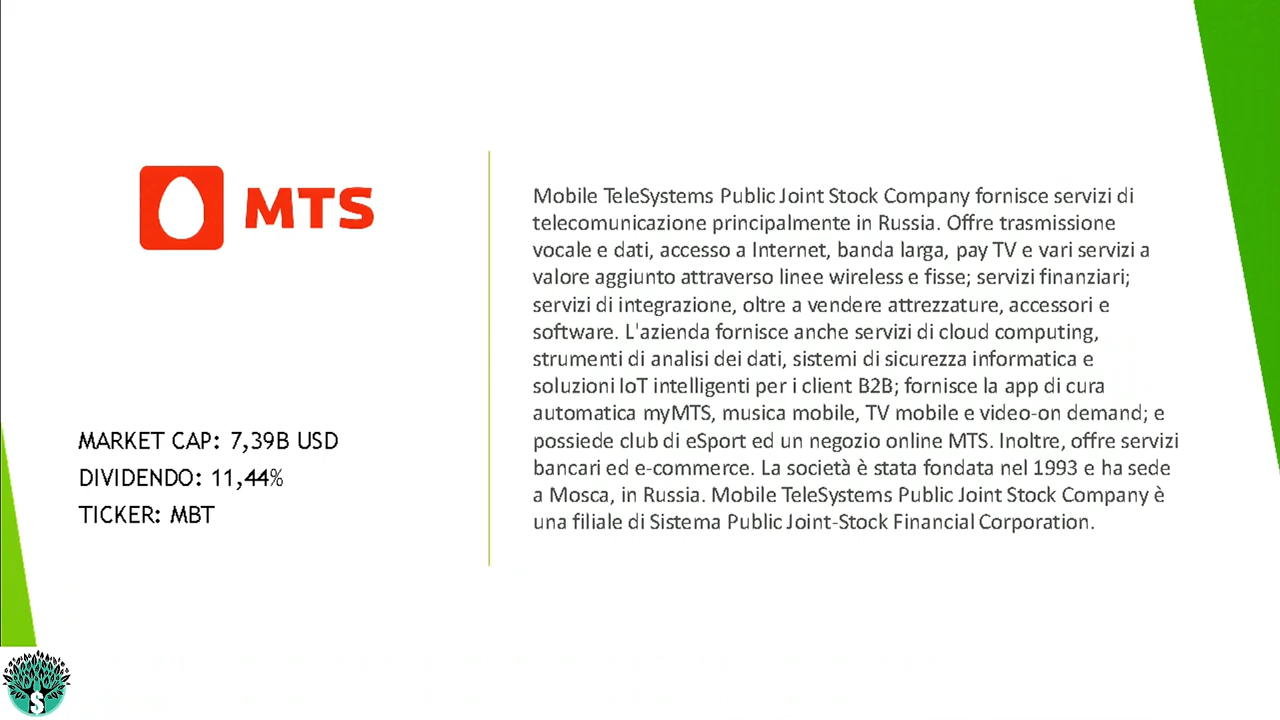 MTS
MARKET CAP: 7,39B USD
DIVIDENDO: 11,44%
TICKER: MBT
Mobile TeleSystems Public Joint Stock Company fornisce servizi di
telecomunicazione principalmente in Russia. Offre trasmissione
vocale e dati, accesso a Internet, banda larga, pay TV e vari servizi a
valore aggiunto attraverso linee wireless e fisse; servizi finanziari;
servizi di integrazione, oltre a vendere attrezzature, accessori e
software. L'azienda fornisce anche servizi di cloud computing,
strumenti di analisi dei dati, sistemi di sicurezza informatica e
soluzioni IoT intelligenti per i client B2B; fornisce la app di cura
automatica myMTS, musica mobile, TV mobile e video-on demand; e
possiede club di eSport ed un negozio online MTS. Inoltre, offre servizi
bancari ed e-commerce. La società è stata fondata nel 1993 e ha sede
a Mosca, in Russia. Mobile TeleSystems Public Joint Stock Company è
una filiale di Sistema Public Joint-Stock Financial Corporation.
$